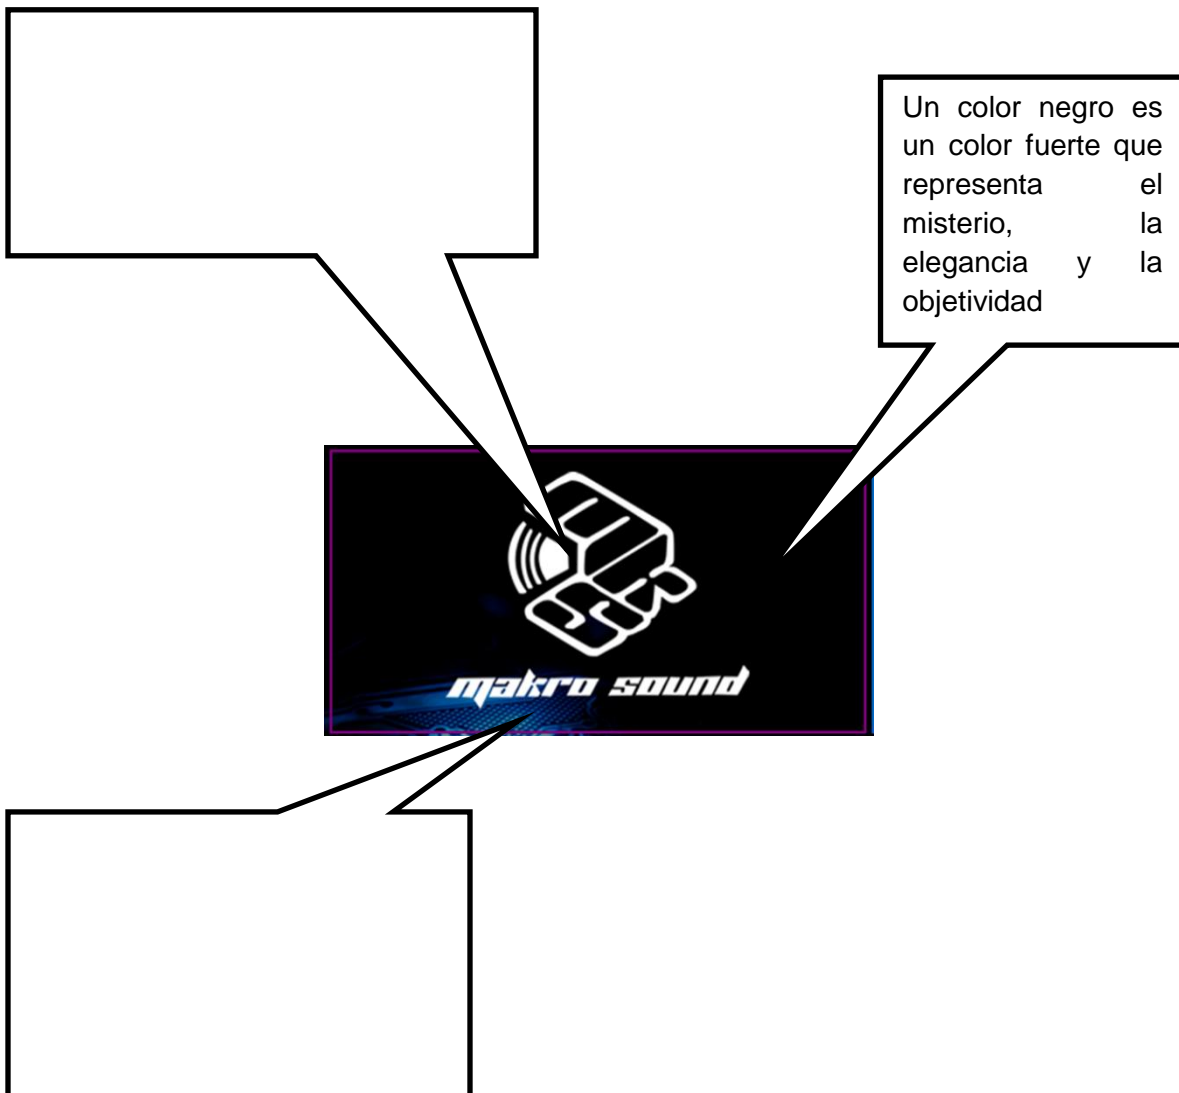 Un color negro es
un color fuerte que
representa el
misterio, la
elegancia y la
objetividad
makro sound